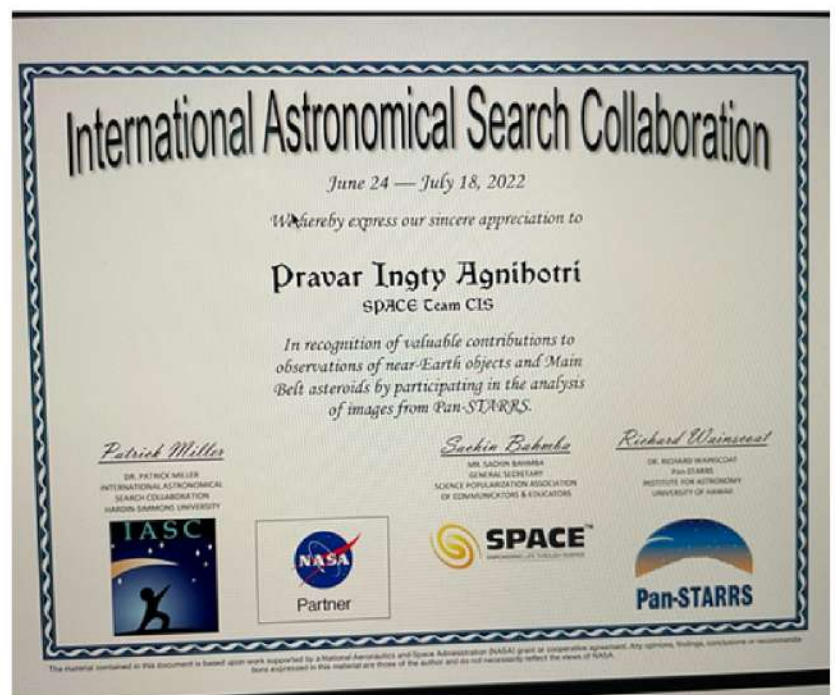 International Astronomical Search Collaboration
June 24 — July 18, 2022
We hereby express our sincere appreciation to
Pravar Ingty Agnihotri
SPACE Team CIS
In recognition of valuable contributions to
observations of near-Earth objects and Main
Belt asteroids by participating in the analysis
of images from Pan-STARRS.
Patrick Miller
DR. PATRICK MILLER
INTERNATIONAL ASTRONOMICAL
SEARCH COLLABORATION
HARDIN-SIMMONS UNIVERSITY
Sachin Bahmba
MR. SACHIN BAHMBA
GENERAL SECRETARY
SCIENCE POPULARIZATION ASSOCIATION
OF COMMUNICATORS & EDUCATORS
Richard Wainscoat
DR. RICHARD WAINSCOAT
Pan-STARRS
INSTITUTE FOR ASTRONOMY
UNIVERSITY OF HAWAII
IASC
NASA
Partner
SPACE™
Pan-STARRS
The material contained in this document is based upon work supported by a National Aeronautics and Space Administration (NASA) grant or cooperative agreement. Any opinions, findings, conclusions or recommenda
tions expressed in this material are those of the author and do not necessarily reflect the views of NASA.